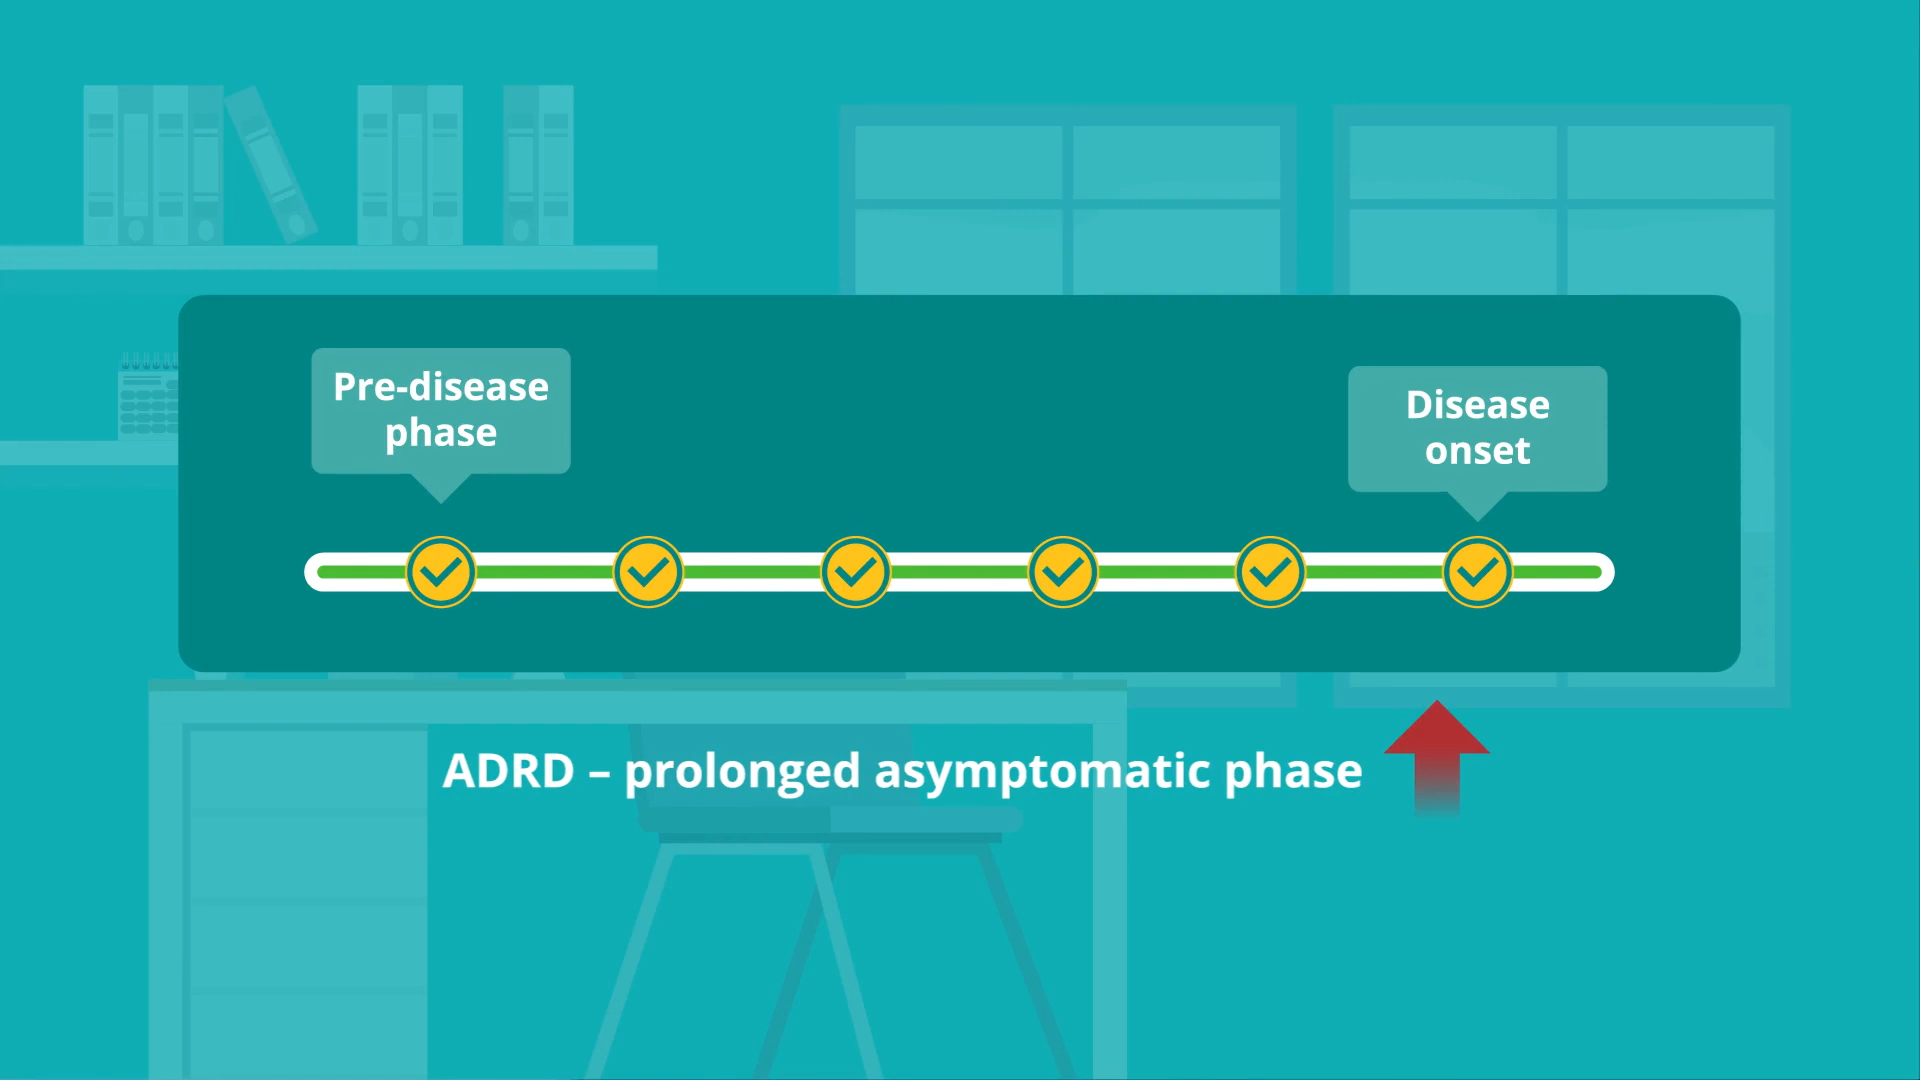 Pre-disease
phase
Disease
onset
ADRD – prolonged asymptomatic phase